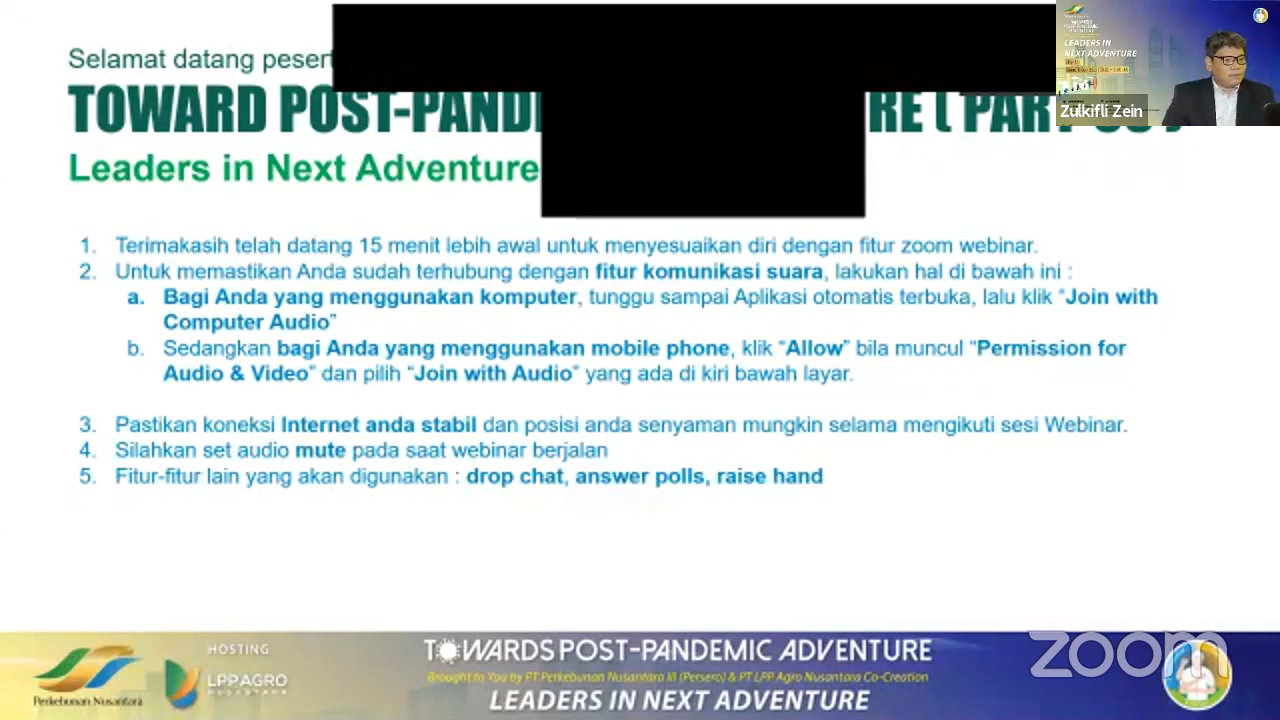 Selamat datang pesert
TOWARD POST-PANDE
Leaders in Next Adventure
1. Terimakasih telah datang 15 menit lebih awal untuk menyesuaikan diri dengan fitur zoom webinar.
2. Untuk memastikan Anda sudah terhubung dengan fitur komunikasi suara, lakukan hal di bawah ini :
a. Bagi Anda yang menggunakan komputer, tunggu sampai Aplikasi otomatis terbuka, lalu klik “Join with
Computer Audio”
b. Sedangkan bagi Anda yang menggunakan mobile phone, klik “Allow” bila muncul “Permission for
Audio & Video” dan pilih “Join with Audio” yang ada di kiri bawah layar.
3. Pastikan koneksi Internet anda stabil dan posisi anda senyaman mungkin selama mengikuti sesi Webinar.
4. Silahkan set audio mute pada saat webinar berjalan
5. Fitur-fitur lain yang akan digunakan : drop chat, answer polls, raise hand
LEADERS IN
NEXT ADVENTURE
Zulkifli Zein
Perkebunan Nusantara
HOSTING
LPPAGRO
NUSANTARA
TOWARDS POST-PANDEMIC ADVENTURE
Brought to You by PT Perkebunan Nusantara III (Persero) & PT LPP Agro Nusantara Co-Creation
LEADERS IN NEXT ADVENTURE
zoom